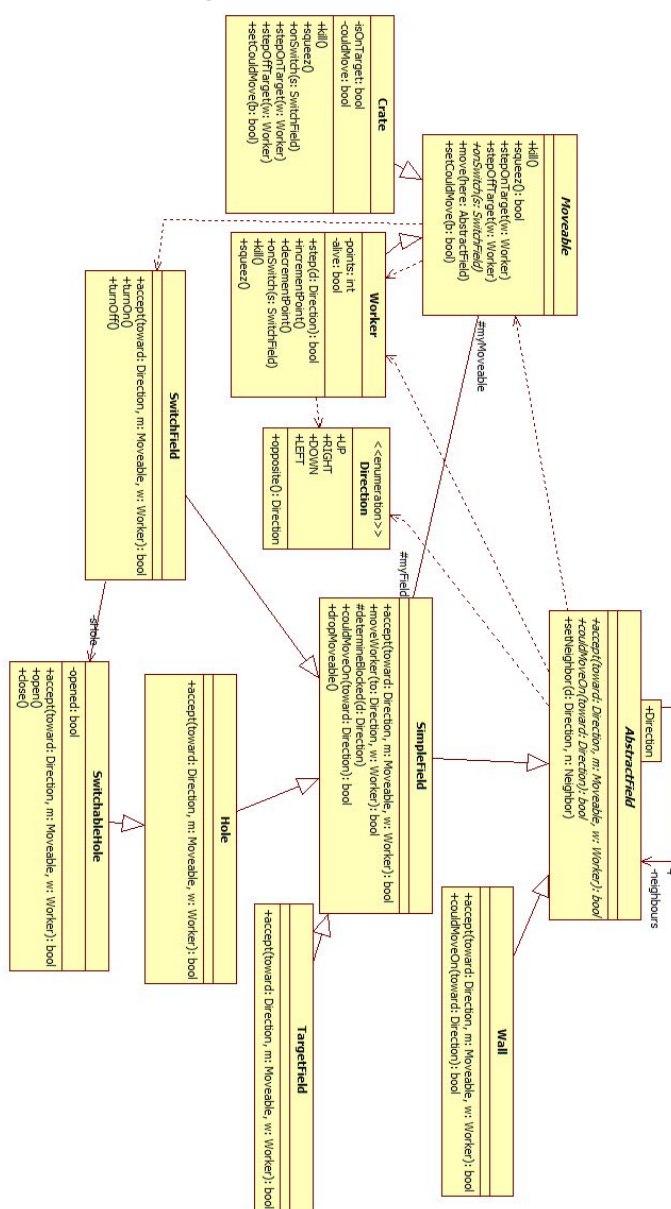 AbstractField
+accept(toward: Direction, m: Moveable, w: Worker): bool
+couldMoveOn(toward: Direction): bool
+setNeighbor(d: Direction, n: Neighbor)
+Direction
-neighbours
Wall
+accept(toward: Direction, m: Moveable, w: Worker): bool
+couldMoveOn(toward: Direction): bool
Moveable
+kill()
+squeez(): bool
+stepOnTarget(w: Worker)
+stepOffTarget(w: Worker)
+onSwitch(s: SwitchField)
+move(here: AbstractField)
+setCouldMove(b: bool)
#myMoveable
#myField
Crate
-isOnTarget: bool
-couldMove: bool
+kill()
+squeez()
+onSwitch(s: SwitchField)
+stepOnTarget(w: Worker)
+stepOffTarget(w: Worker)
+setCouldMove(b: bool)
Worker
-points: int
-alive: bool
+step(d: Direction): bool
+incrementPoint()
+decrementPoint()
+onSwitch(s: SwitchField)
+kill()
+squeez()
<<enumeration>>
Direction
+UP
+RIGHT
+DOWN
+LEFT
+opposite(): Direction
SimpleField
+accept(toward: Direction, m: Moveable, w: Worker): bool
+moveWorker(to: Direction, w: Worker): bool
#determineBlocked(d: Direction)
+couldMoveOn(toward: Direction): bool
+dropMoveable()
TargetField
+accept(toward: Direction, m: Moveable, w: Worker): bool
SwitchField
+accept(toward: Direction, m: Moveable, w: Worker): bool
+turnOn()
+turnOff()
-sHole
Hole
+accept(toward: Direction, m: Moveable, w: Worker): bool
SwitchableHole
-opened: bool
+accept(toward: Direction, m: Moveable, w: Worker): bool
+open()
+close()